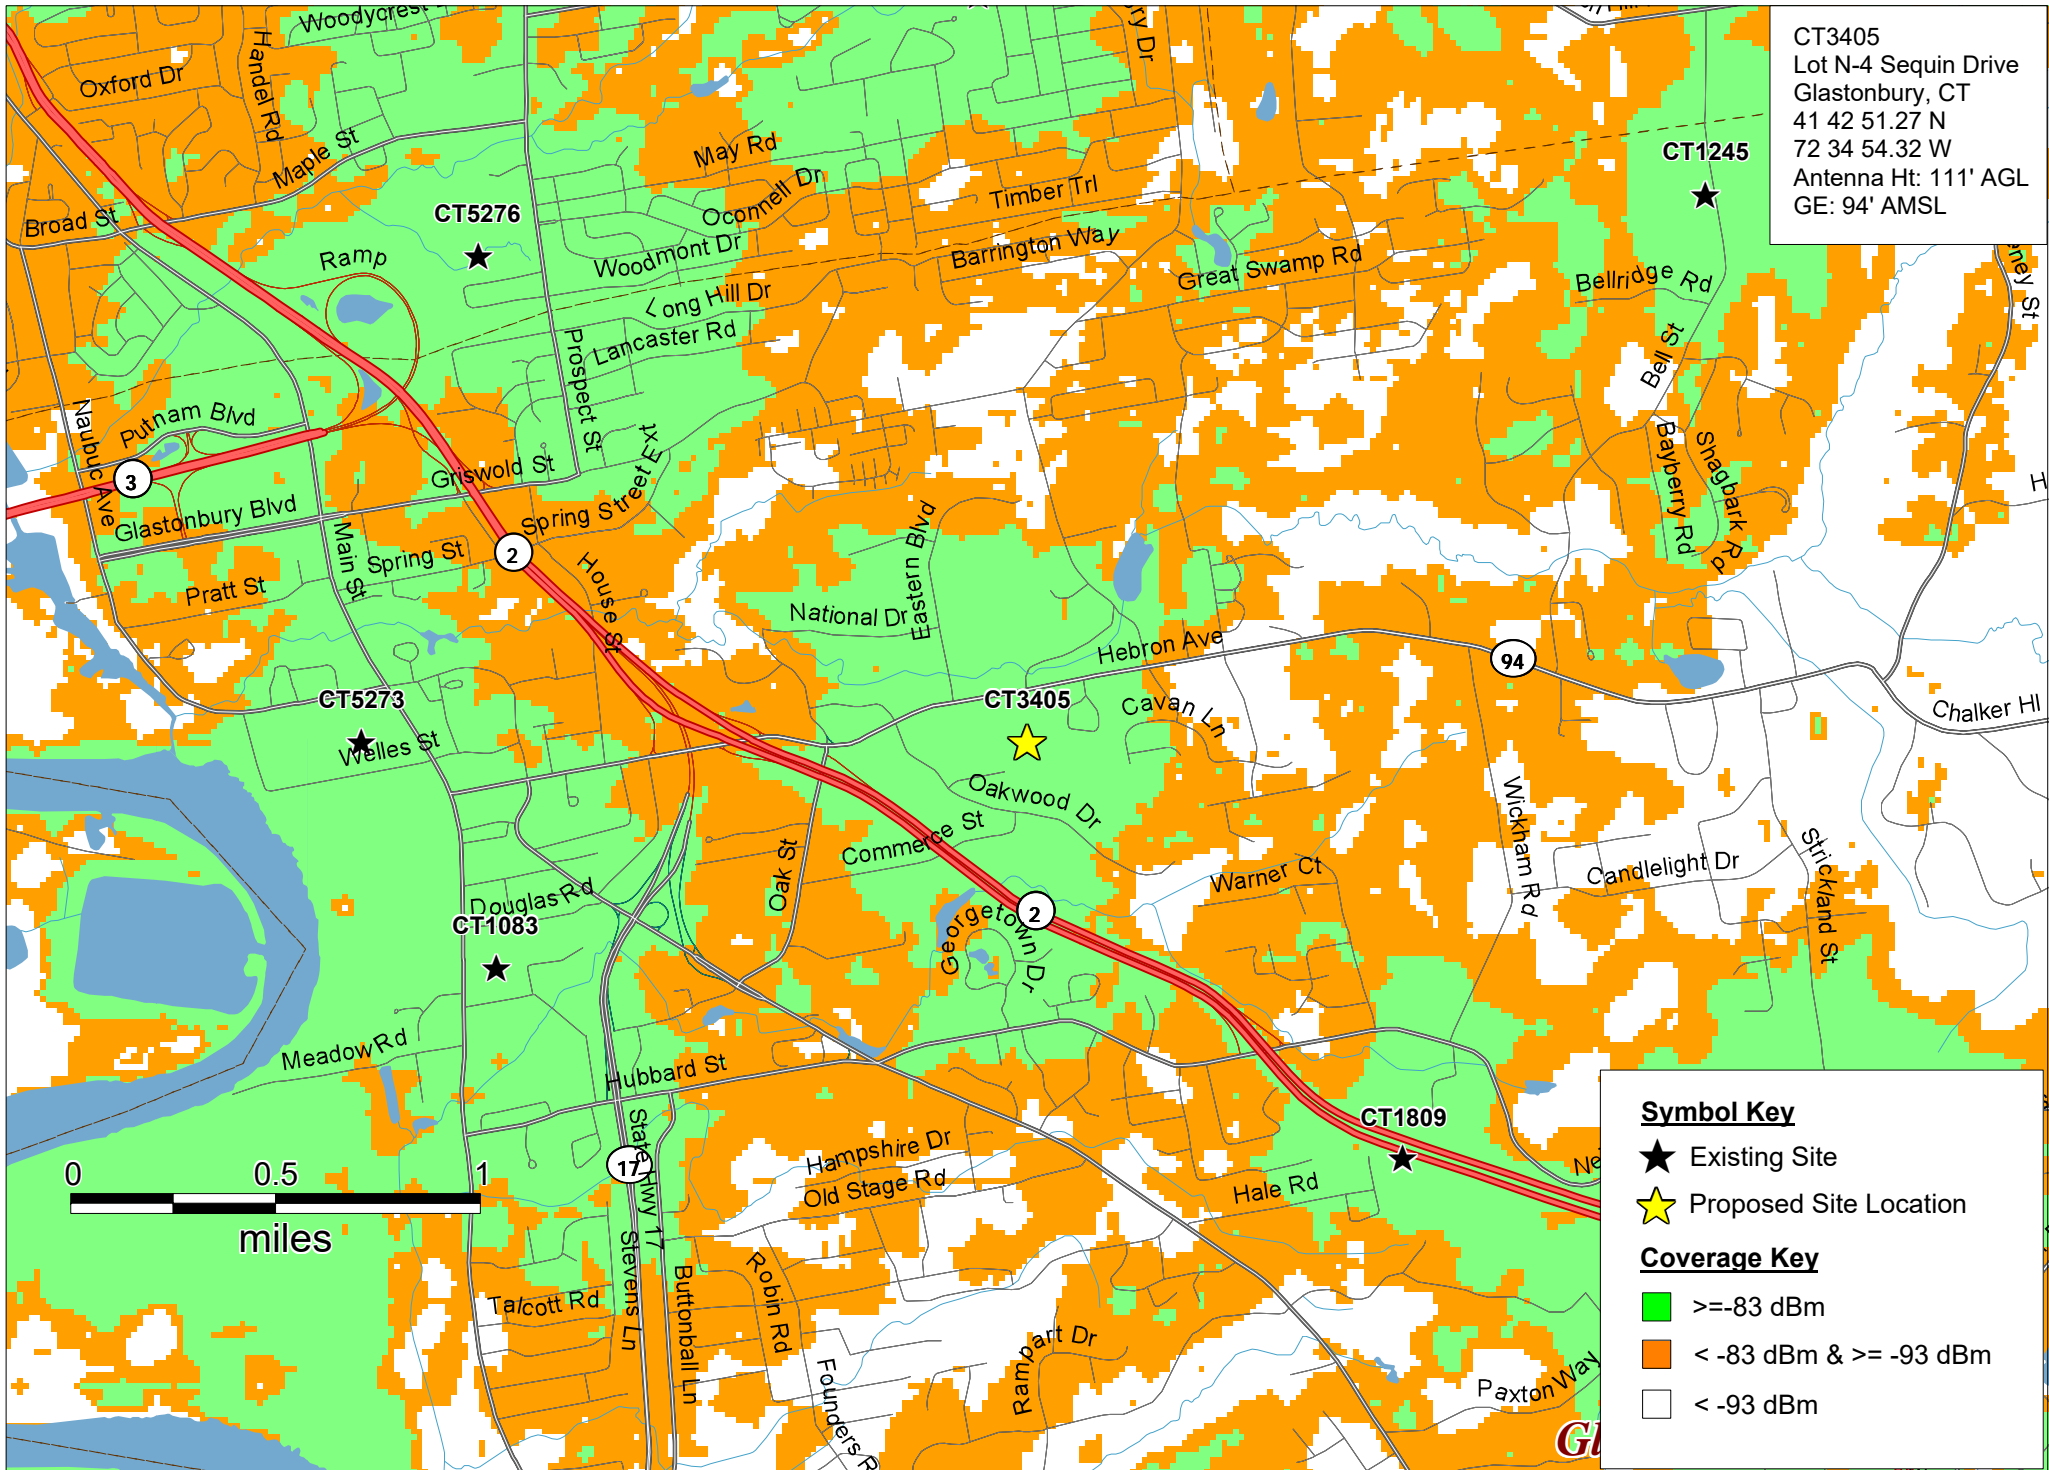 Woodycrest
Oxford Dr
Handel Rd
Maple St
Broad St
Ramp
CT5276
May Rd
Oconnell Dr
Woodmont Dr
Long Hill Dr
Lancaster Rd
Prospect St
Timber Trl
Barrington Way
Great Swamp Rd
CT1245
Bellridge Rd
Bell St
CT3405
Lot N-4 Sequin Drive
Glastonbury, CT
41 42 51.27 N
72 34 54.32 W
Antenna Ht: 111' AGL
GE: 94' AMSL
Naubuc Ave
Putnam Blvd
3
Glastonbury Blvd
Griswold St
Spring Street Ext
Main St
Spring St
2
Pratt St
House St
Eastern Blvd
National Dr
Hebron Ave
Bayberry Rd
Shagbark Rd
94
CT5273
Welles St
CT3405
Cavan Ln
Chalker Hl
Oakwood Dr
Commerce St
Oak St
Wickham Rd
Candlelight Dr
Strickland St
Warner Ct
Douglas Rd
CT1083
2
Georgetown Dr
Meadow Rd
Hubbard St
CT1809
State Hwy 17
17
Hampshire Dr
Old Stage Rd
Hale Rd
0 0.5 1
miles
Stevens Ln
Talcott Rd
Buttonball Ln
Robin Rd
Founders R
Rampart Dr
Paxton Way
Gl
Symbol Key
Existing Site
Proposed Site Location
Coverage Key
>=-83 dBm
< -83 dBm & >= -93 dBm
< -93 dBm